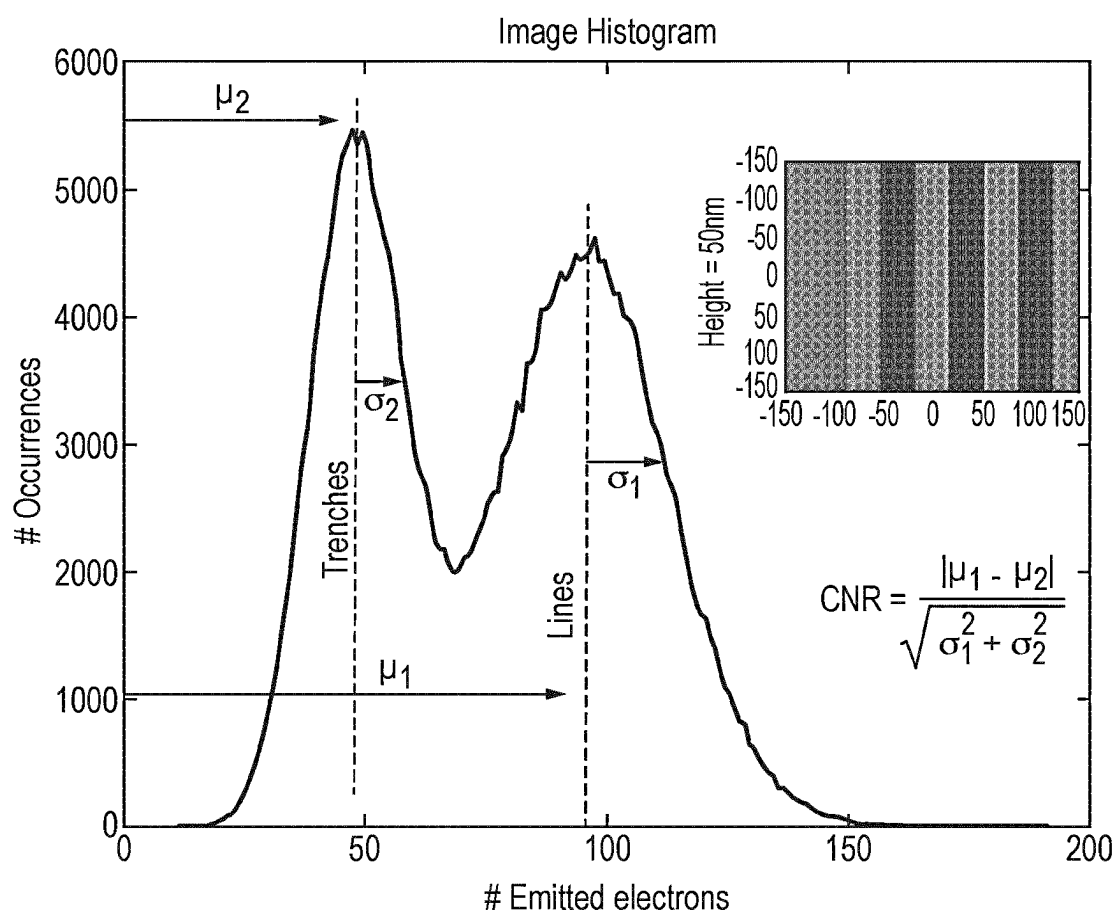 Image Histogram
6000
5000
4000
3000
2000
1000
0
# Occurrences
0 50 100 150 200
# Emitted electrons
μ2
σ2
Trenches
μ1
Lines
σ1
-150
-100
-50
0
50
100
-150
Height = 50nm
-150 -100 -50 0 50 100 150
CNR = |μ1 - μ2| / √σ1² + σ2²